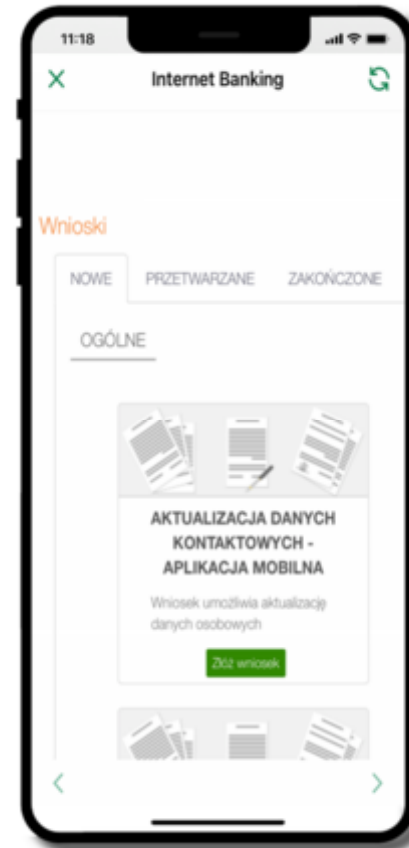 11:18
Internet Banking
Wnioski
NOWE PRZETWARZANE ZAKOŃCZONE
OGÓLNE
AKTUALIZACJA DANYCH
KONTAKTOWYCH -
APLIKACJA MOBILNA
Wniosek umożliwia aktualizację
danych osobowych
Złóż wniosek